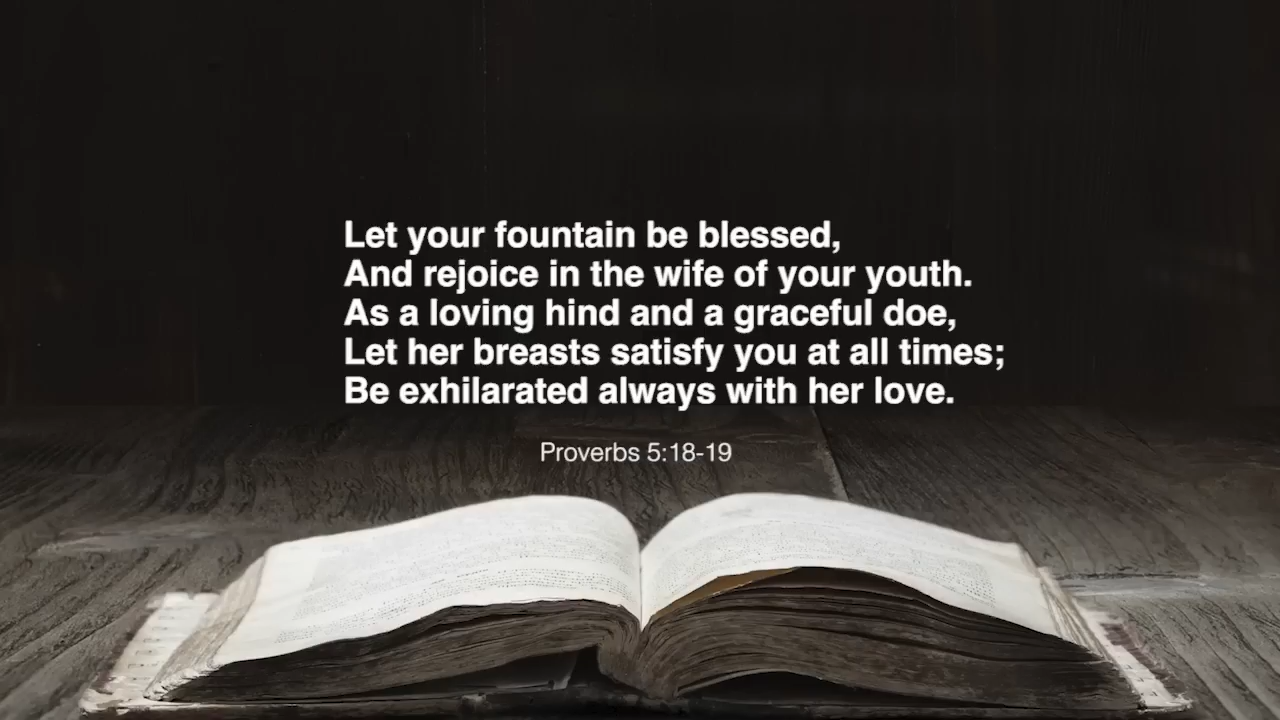 Let your fountain be blessed,
And rejoice in the wife of your youth.
As a loving hind and a graceful doe,
Let her breasts satisfy you at all times;
Be exhilarated always with her love.
Proverbs 5:18-19